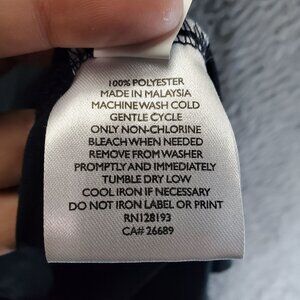 100% POLYESTER
MADE IN MALAYSIA
MACHINE WASH COLD
GENTLE CYCLE
ONLY NON-CHLORINE
BLEACH WHEN NEEDED
REMOVE FROM WASHER
PROMPTLY AND IMMEDIATELY
TUMBLE DRY LOW
COOL IRON IF NECESSARY
DO NOT IRON LABEL OR PRINT
RN128193
CA# 26689